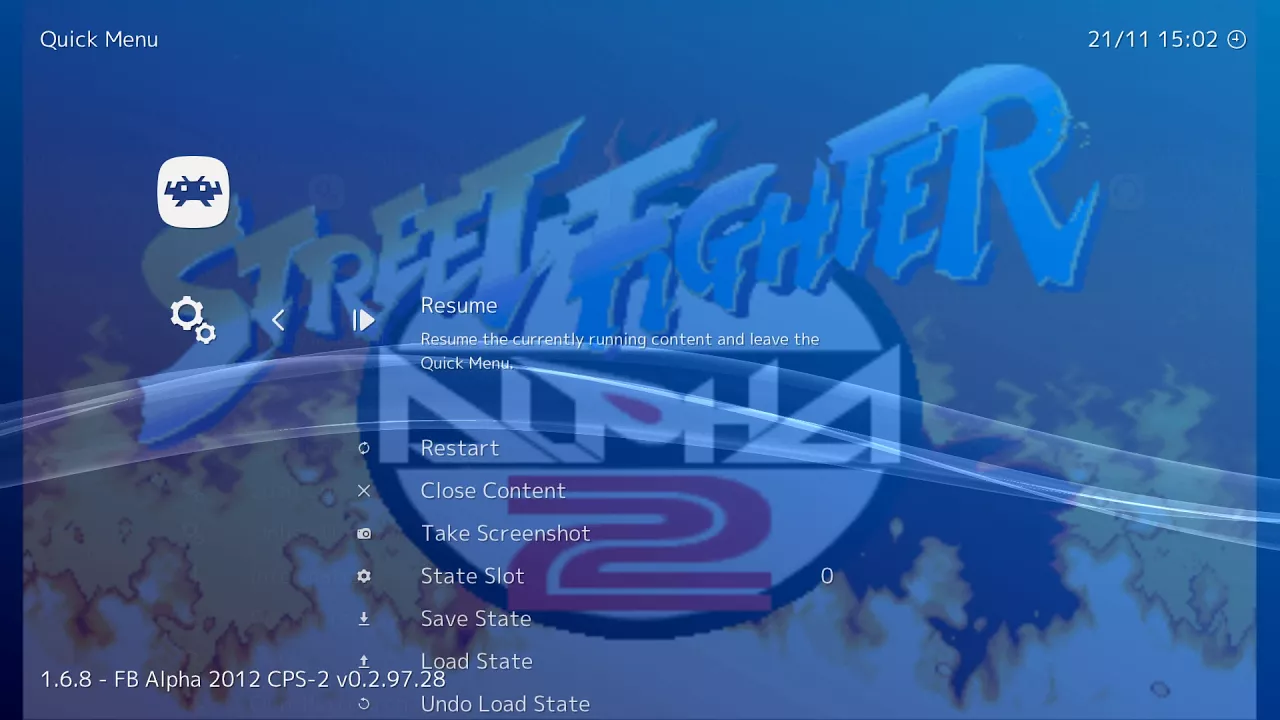 Quick Menu
21/11 15:02
STREET FIGHTER
Resume
Resume the currently running content and leave the
Quick Menu.
ALPHA
2
Restart
Close Content
Take Screenshot
State Slot 0
Save State
Load State
1.6.8 - FB Alpha 2012 CPS-2 v0.2.97.28
Undo Load State